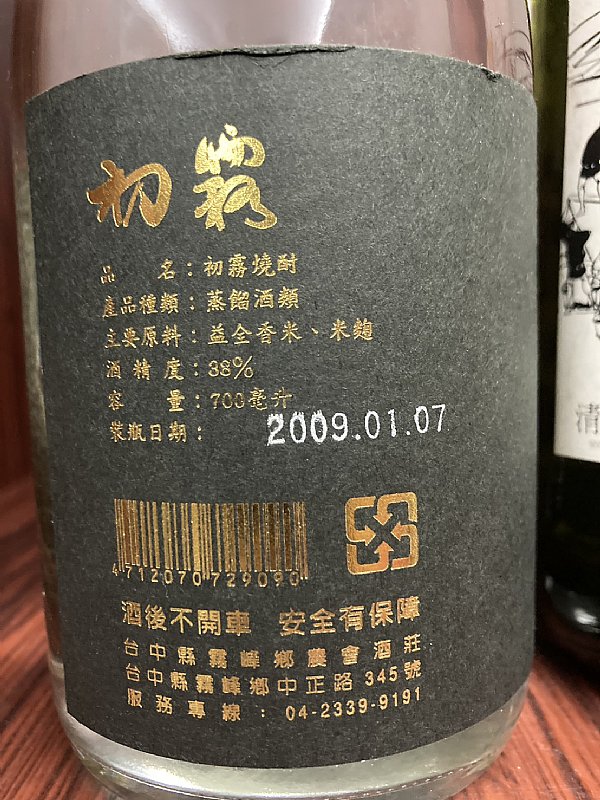 初霧
品　　名：初霧燒酎
產品種類：蒸餾酒類
主要原料：益全香米、米麴
酒精度：38%
容　　量：700毫升
裝瓶日期： 2009.01.07
4 712070 729090
酒後不開車 安全有保障
台中縣霧峰鄉農會酒莊
台中縣霧峰鄉中正路345號
服務專線：04-2339-9191
清